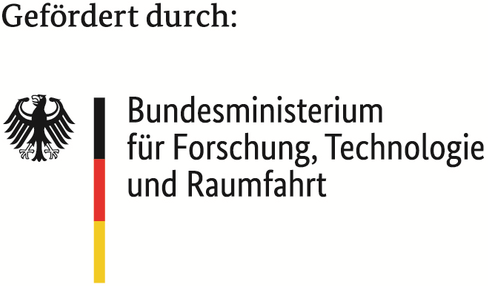 Gefördert durch:
Bundesministerium
für Forschung, Technologie
und Raumfahrt